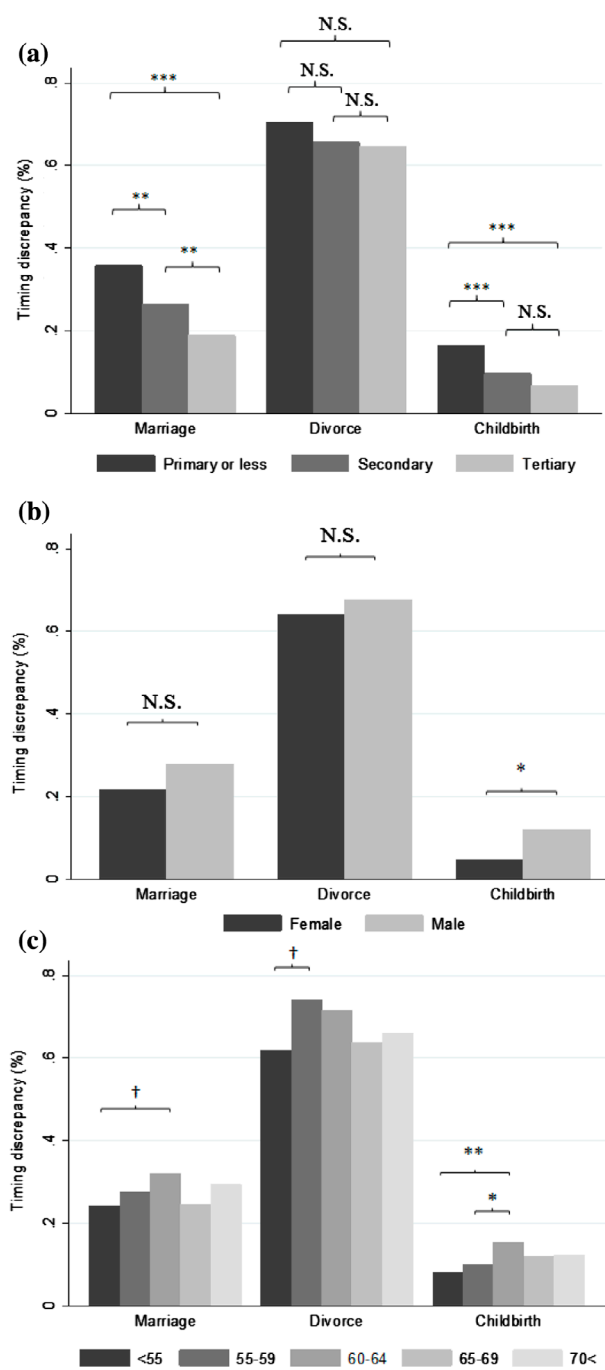 (a)
N.S.
***
N.S.
N.S.
**
**
***
***
N.S.
Timing discrepancy (%)
.8
.6
.4
.2
0
Marriage Divorce Childbirth
Primary or less Secondary Tertiary
(b)
N.S.
N.S.
*
Timing discrepancy (%)
.8
.6
.4
.2
0
Marriage Divorce Childbirth
Female Male
(c)
†
†
**
*
Timing discrepancy (%)
.8
.6
.4
.2
0
Marriage Divorce Childbirth
<55 55-59 60-64 65-69 70<